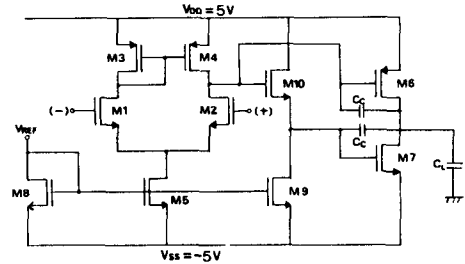 VDD = 5V
M3
M4
M10
M6
(-)
M1
M2
(+)
CC
CC
VREF
M7
CL
M8
M5
M9
VSS = -5V